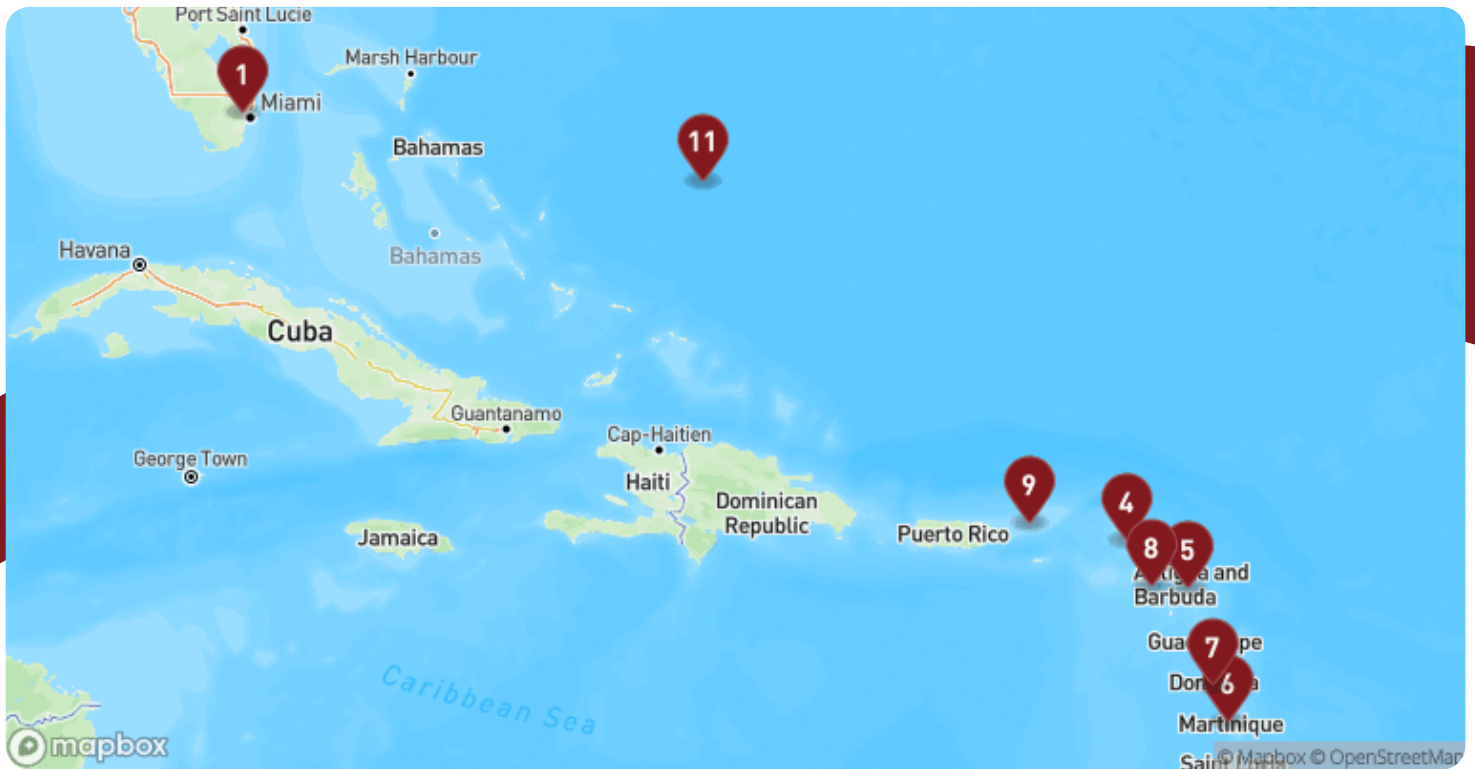 Port Saint Lucie
Marsh Harbour
1
Miami
11
Bahamas
Havana
Bahamas
Cuba
Guantanamo
Cap-Haitien
George Town
Haiti
9
4
Dominican
Republic
Puerto Rico
Jamaica
8
5
and
Barbuda
7
6
Martinique
Caribbean Sea
mapbox
© Mapbox © OpenStreetMap